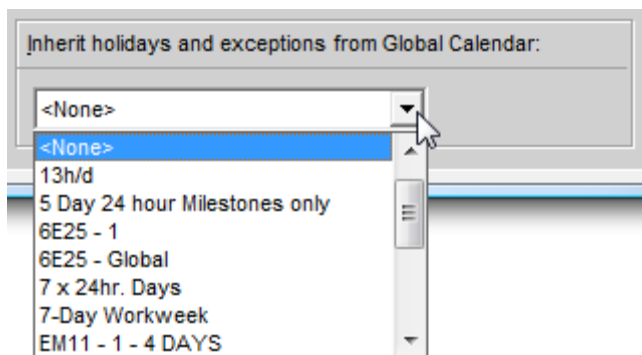 Inherit holidays and exceptions from Global Calendar:
<None>
<None>
13h/d
5 Day 24 hour Milestones only
6E25 - 1
6E25 - Global
7 x 24hr. Days
7-Day Workweek
EM11 - 1 - 4 DAYS